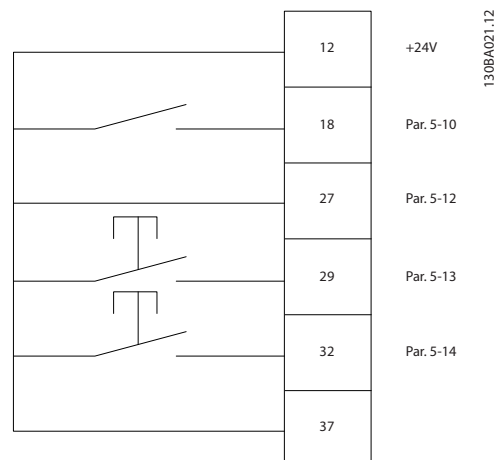 130BA021.12
12 +24V
18 Par. 5-10
27 Par. 5-12
29 Par. 5-13
32 Par. 5-14
37